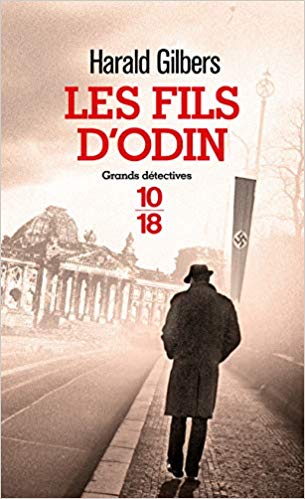 Harald Gilbers
LES FILS
D'ODIN
Grands détectives
10
18